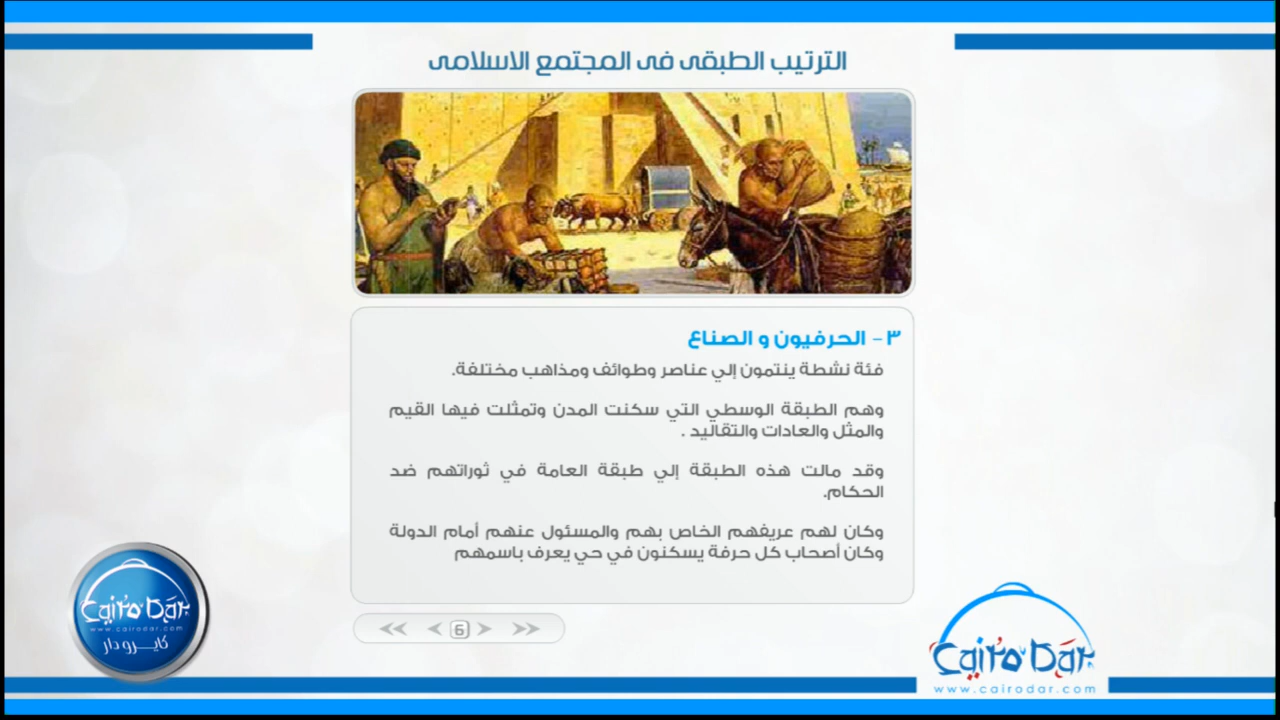 الترتيب الطبقى فى المجتمع الاسلامى
٣ - الحرفيون و الصناع
فئة نشطة ينتمون إلي عناصر وطوائف ومذاهب مختلفة.
وهم الطبقة الوسطي التي سكنت المدن وتمثلت فيها القيم
والمثل والعادات والتقاليد .
وقد مالت هذه الطبقة إلي طبقة العامة في ثوراتهم ضد
الحكام.
وكان لهم عريفهم الخاص بهم والمسئول عنهم أمام الدولة
وكان أصحاب كل حرفة يسكنون في حي يعرف باسمهم
6
Cairo Dar
www.cairodar.com
كايرو دار
Cairo Dar
www.cairodar.com